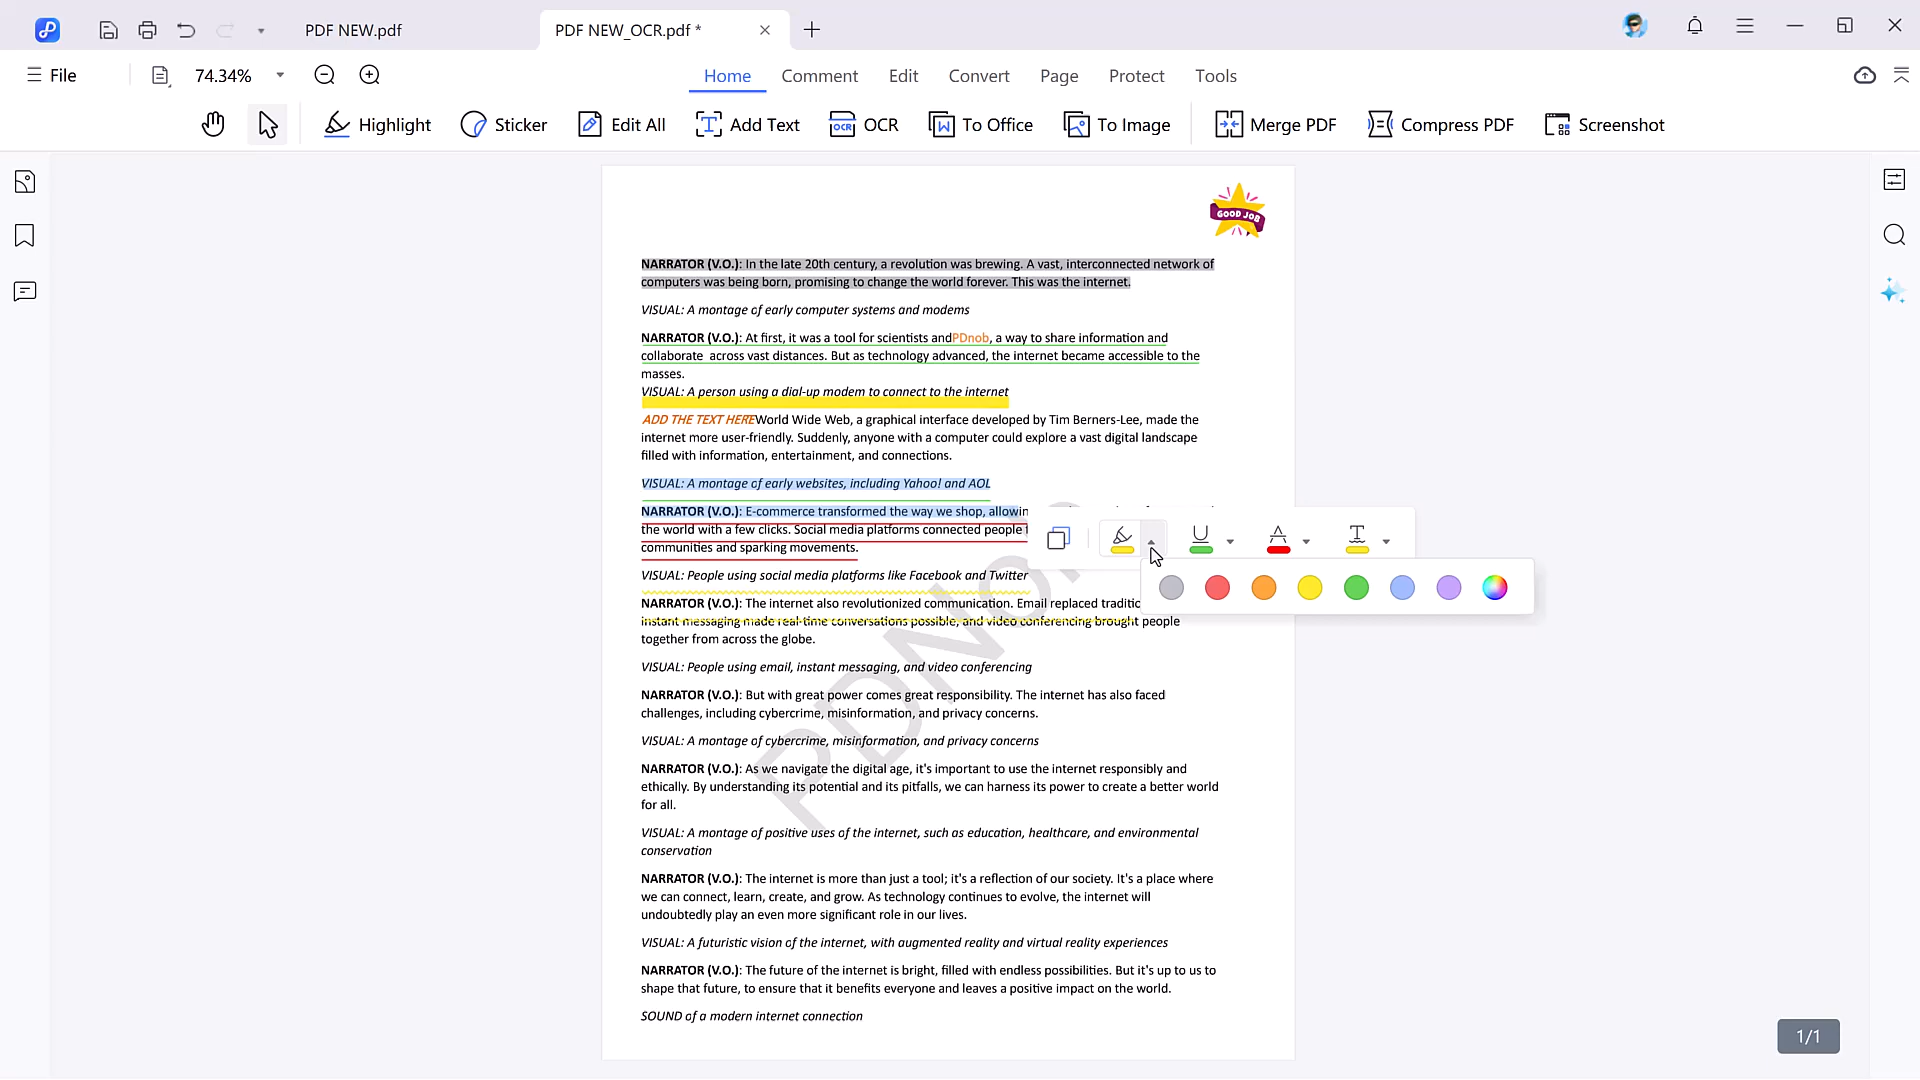 PDF NEW.pdf
PDF NEW_OCR.pdf *
File
74.34%
Home Comment Edit Convert Page Protect Tools
Highlight Sticker Edit All Add Text OCR To Office To Image Merge PDF Compress PDF Screenshot
GOOD JOB
NARRATOR (V.O.): In the late 20th century, a revolution was brewing. A vast, interconnected network of
computers was being born, promising to change the world forever. This was the internet.
VISUAL: A montage of early computer systems and modems
NARRATOR (V.O.): At first, it was a tool for scientists andPDnob, a way to share information and
collaborate across vast distances. But as technology advanced, the internet became accessible to the
masses.
VISUAL: A person using a dial-up modem to connect to the internet
ADD THE TEXT HEREWorld Wide Web, a graphical interface developed by Tim Berners-Lee, made the
internet more user-friendly. Suddenly, anyone with a computer could explore a vast digital landscape
filled with information, entertainment, and connections.
VISUAL: A montage of early websites, including Yahoo! and AOL
NARRATOR (V.O.): E-commerce transformed the way we shop, allowin
the world with a few clicks. Social media platforms connected people
communities and sparking movements.
VISUAL: People using social media platforms like Facebook and Twitter
NARRATOR (V.O.): The internet also revolutionized communication. Email replaced traditio
instant messaging made real-time conversations possible, and video conferencing brought people
together from across the globe.
VISUAL: People using email, instant messaging, and video conferencing
NARRATOR (V.O.): But with great power comes great responsibility. The internet has also faced
challenges, including cybercrime, misinformation, and privacy concerns.
VISUAL: A montage of cybercrime, misinformation, and privacy concerns
NARRATOR (V.O.): As we navigate the digital age, it's important to use the internet responsibly and
ethically. By understanding its potential and its pitfalls, we can harness its power to create a better world
for all.
VISUAL: A montage of positive uses of the internet, such as education, healthcare, and environmental
conservation
NARRATOR (V.O.): The internet is more than just a tool; it's a reflection of our society. It's a place where
we can connect, learn, create, and grow. As technology continues to evolve, the internet will
undoubtedly play an even more significant role in our lives.
VISUAL: A futuristic vision of the internet, with augmented reality and virtual reality experiences
NARRATOR (V.O.): The future of the internet is bright, filled with endless possibilities. But it's up to us to
shape that future, to ensure that it benefits everyone and leaves a positive impact on the world.
SOUND of a modern internet connection
1/1